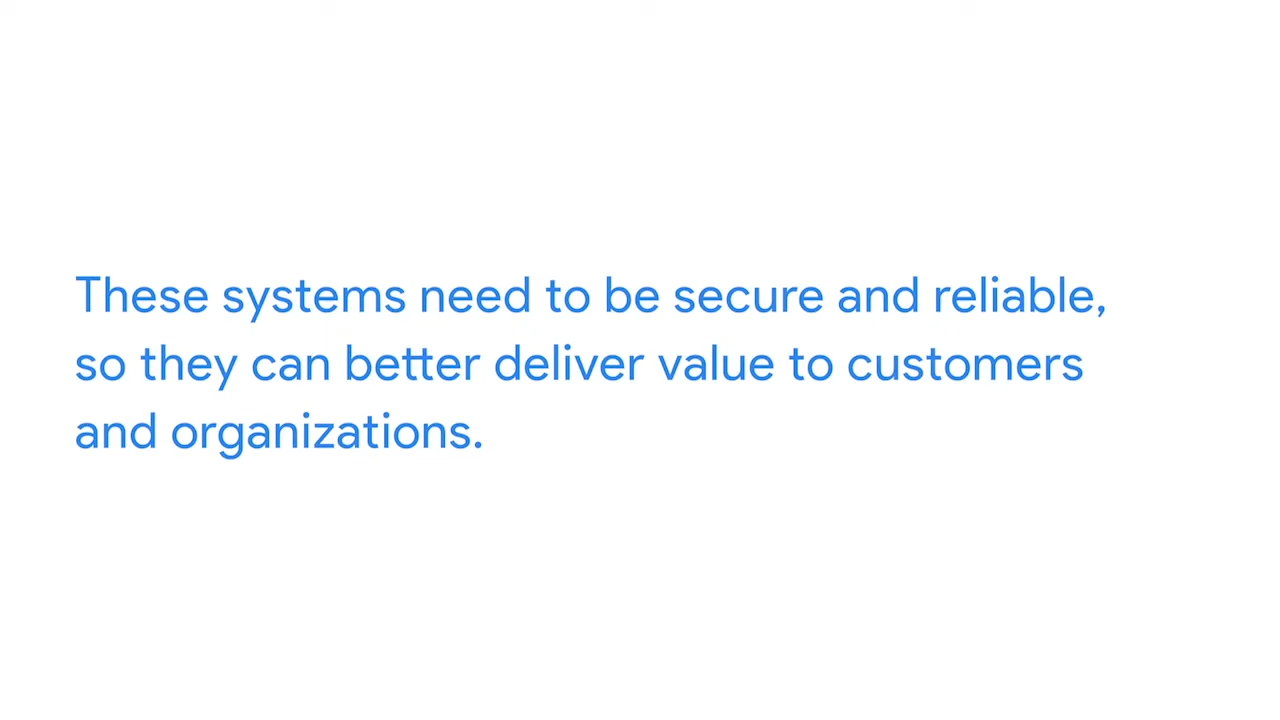 These systems need to be secure and reliable,
so they can better deliver value to customers
and organizations.